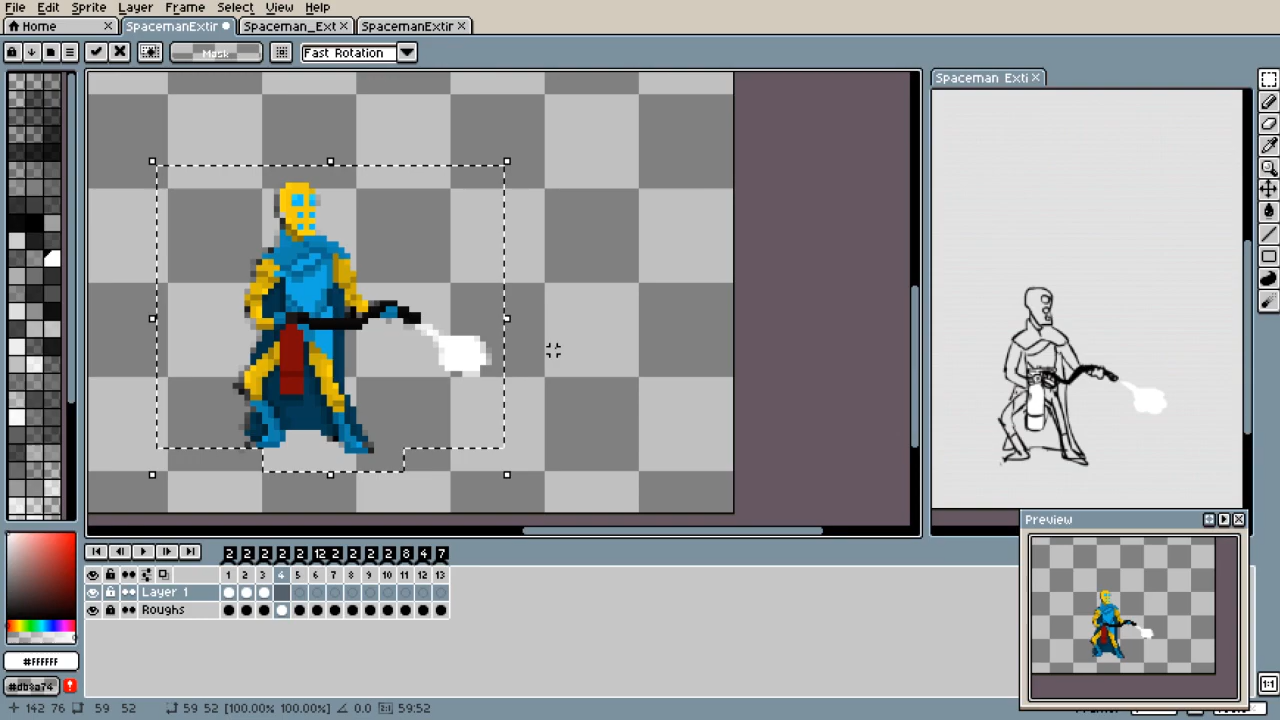 File Edit Sprite Layer Frame Select View Help
Home SpacemanExtir Spaceman_Ext SpacemanExtir
Mask Fast Rotation
Spaceman Exti
Preview
2 2 2 2 2 12 2 2 2 2 8 4 7
1 2 3 4 5 6 7 8 9 10 11 12 13
Layer 1
Roughs
#ffffff
1:1
142 76 59 52 59 52 [100.00% 100.00%] 0.0 59:52